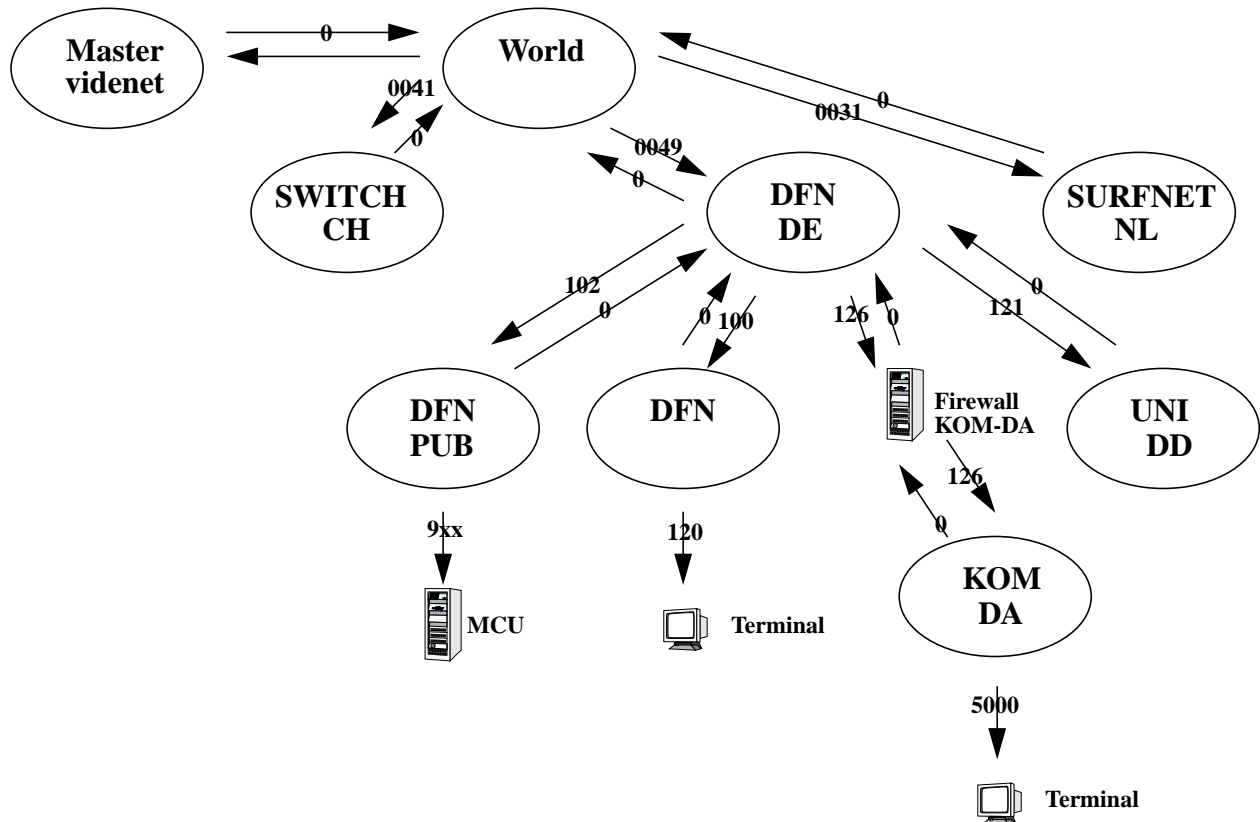 0
Master
videnet
World
0041
0
0
0031
0049
0
SWITCH
CH
DFN
DE
SURFNET
NL
102
0
0
100
126
0
0
121
DFN
PUB
DFN
Firewall
KOM-DA
UNI
DD
126
0
9xx
120
KOM
DA
MCU
Terminal
5000
Terminal